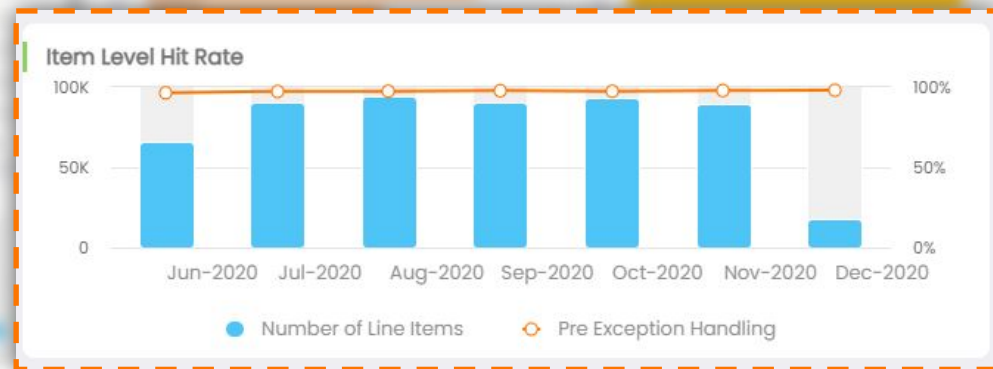 Item Level Hit Rate
100K 100%
50K 50%
0 0%
Jun-2020 Jul-2020 Aug-2020 Sep-2020 Oct-2020 Nov-2020 Dec-2020
Number of Line Items Pre Exception Handling